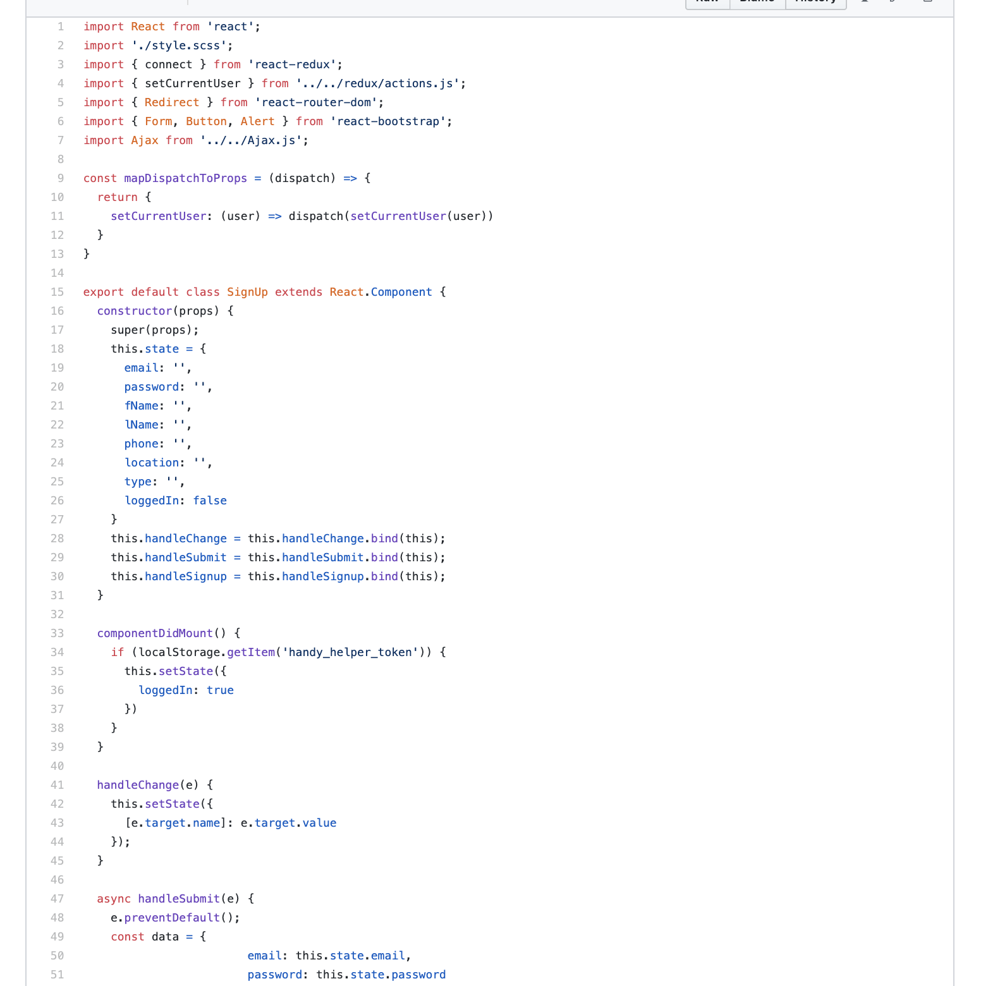 Raw Blame History
1 import React from 'react';
2 import './style.scss';
3 import { connect } from 'react-redux';
4 import { setCurrentUser } from '../../redux/actions.js';
5 import { Redirect } from 'react-router-dom';
6 import { Form, Button, Alert } from 'react-bootstrap';
7 import Ajax from '../../Ajax.js';
8
9 const mapDispatchToProps = (dispatch) => {
10   return {
11     setCurrentUser: (user) => dispatch(setCurrentUser(user))
12   }
13 }
14
15 export default class SignUp extends React.Component {
16   constructor(props) {
17     super(props);
18     this.state = {
19       email: '',
20       password: '',
21       fName: '',
22       lName: '',
23       phone: '',
24       location: '',
25       type: '',
26       loggedIn: false
27     }
28     this.handleChange = this.handleChange.bind(this);
29     this.handleSubmit = this.handleSubmit.bind(this);
30     this.handleSignup = this.handleSignup.bind(this);
31   }
32
33   componentDidMount() {
34     if (localStorage.getItem('handy_helper_token')) {
35       this.setState({
36         loggedIn: true
37       })
38     }
39   }
40
41   handleChange(e) {
42     this.setState({
43       [e.target.name]: e.target.value
44     });
45   }
46
47   async handleSubmit(e) {
48     e.preventDefault();
49     const data = {
50                         email: this.state.email,
51                         password: this.state.password